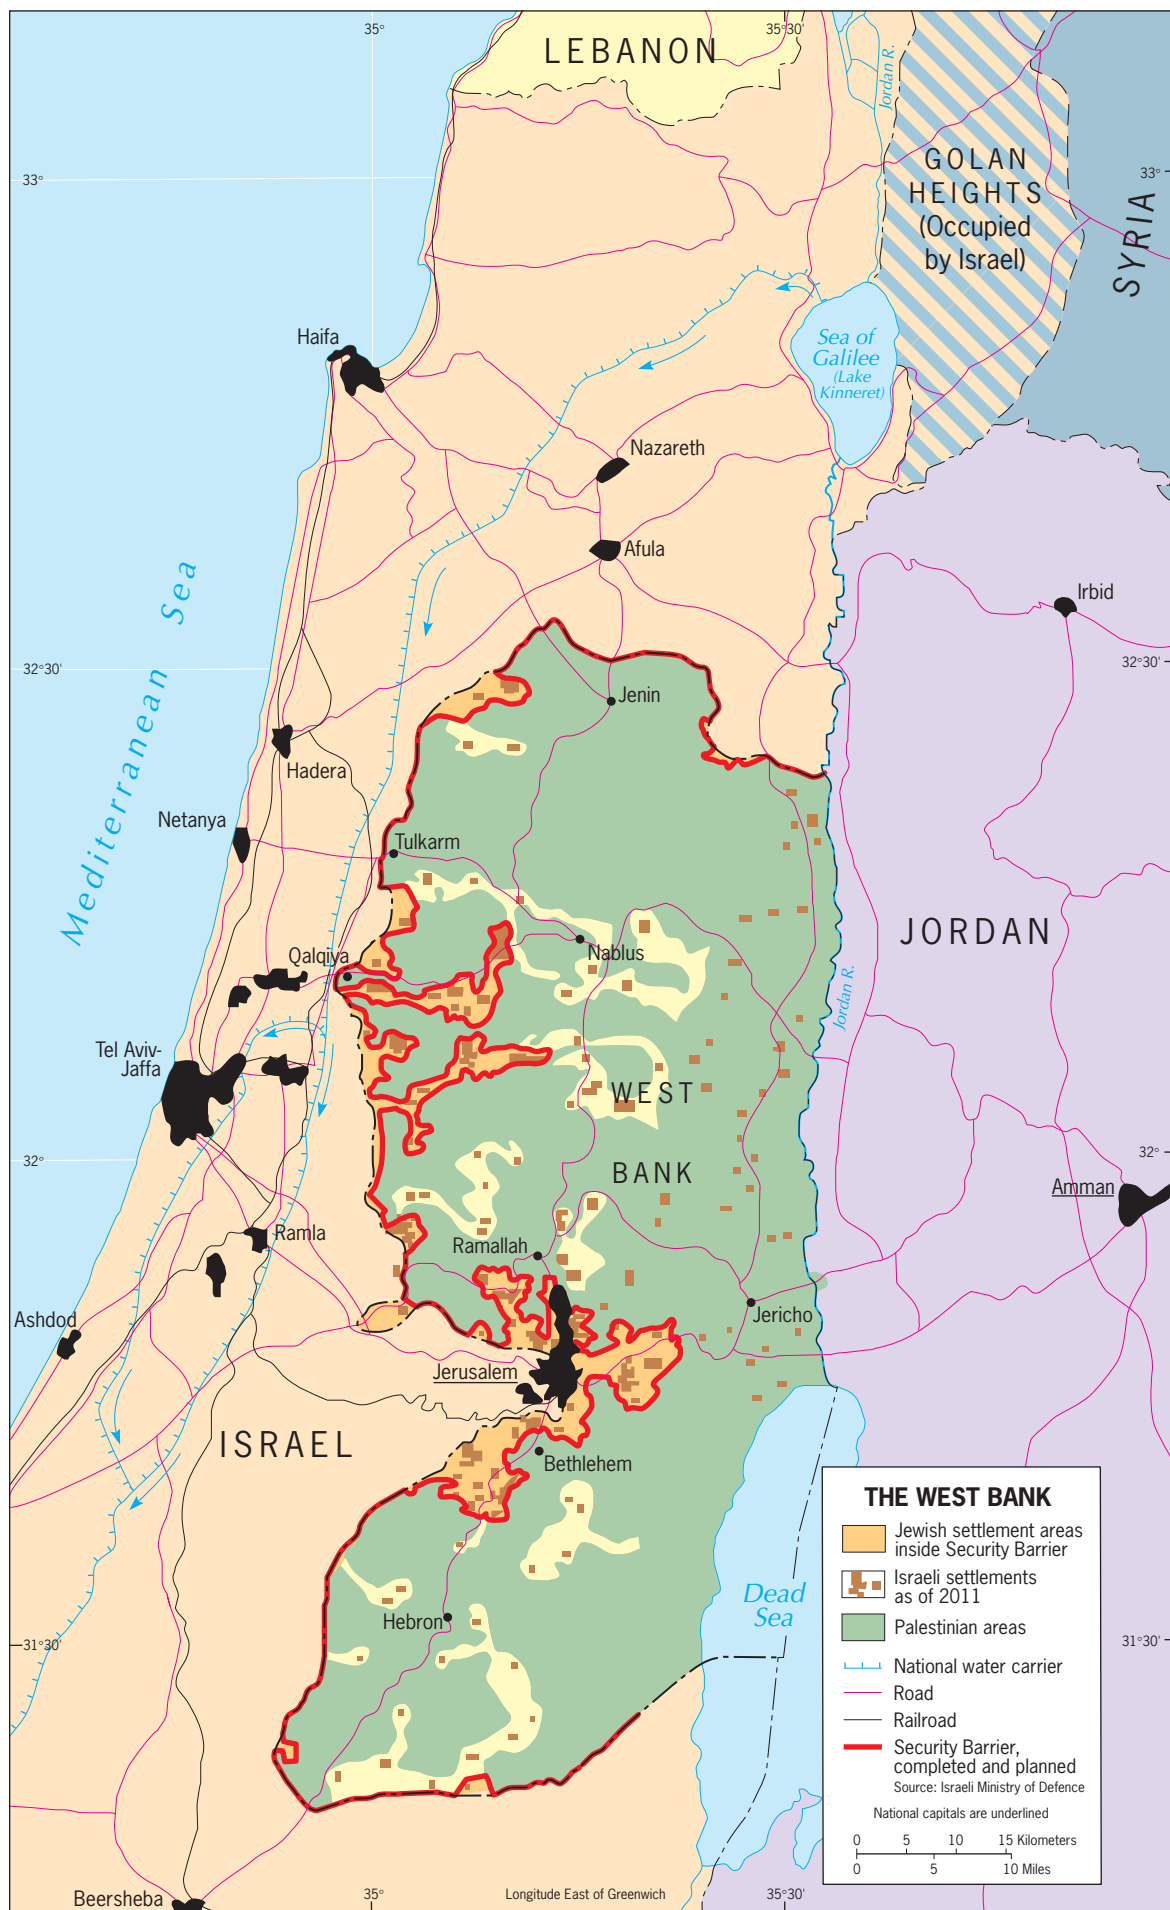 35°
35°30'
LEBANON
Jordan R.
GOLAN
HEIGHTS
(Occupied
by Israel)
SYRIA
33°
33°
Haifa
Sea of
Galilee
(Lake
Kinneret)
Nazareth
Afula
Mediterranean Sea
Irbid
32°30'
32°30'
Jenin
Hadera
Netanya
Tulkarm
JORDAN
Nablus
Qalqiya
Jordan R.
Tel Aviv-
Jaffa
WEST
BANK
32°
32°
Amman
Ramla
Ramallah
Jericho
Ashdod
Jerusalem
ISRAEL
Bethlehem
Dead
Sea
Hebron
31°30'
31°30'
Beersheba
35°
Longitude East of Greenwich
35°30'
THE WEST BANK
Jewish settlement areas
inside Security Barrier
Israeli settlements
as of 2011
Palestinian areas
National water carrier
Road
Railroad
Security Barrier,
completed and planned
Source: Israeli Ministry of Defence
National capitals are underlined
0 5 10 15 Kilometers
0 5 10 Miles